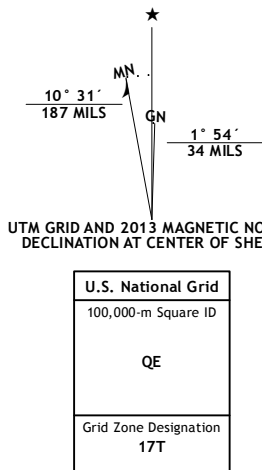 ★
MN
GN
10° 31´
187 MILS
1° 54´
34 MILS
UTM GRID AND 2013 MAGNETIC NO
DECLINATION AT CENTER OF SHE
U.S. National Grid
100,000-m Square ID
QE
Grid Zone Designation
17T